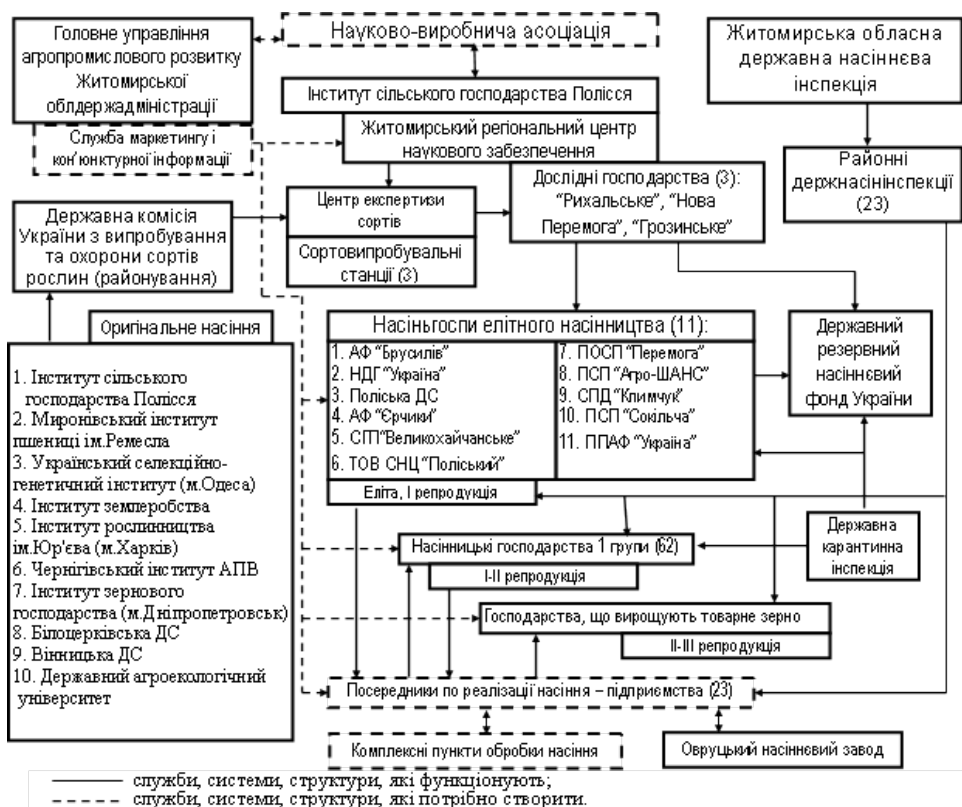 Головне управління
агропромислового розвитку
Житомирської
облдержадміністрації
Служба маркетингу і
кон'юнктурної інформації
Науково-виробнича асоціація
Інститут сільського господарства Полісся
Житомирський регіональний центр
наукового забезпечення
Житомирська обласна
державна насіннєва
інспекція
Районні
держнасінінспекції
(23)
Державна комісія
України з випробування
та охорони сортів
рослин (районування)
Центр експертизи
сортів
Сортовипробувальні
станції (3)
Дослідні господарства (3):
"Рихальське", "Нова
Перемога", "Грозинське"
Оригінальне насіння
1. Інститут сільського
господарства Полісся
2. Миронівський інститут
пшениці ім.Ремесла
3. Український селекційно-
генетичний інститут (м.Одеса)
4. Інститут землеробства
5. Інститут рослинництва
ім.Юр'єва (м.Харків)
6. Чернігівський інститут АПВ
7. Інститут зернового
господарства (м.Дніпропетровськ)
8. Білоцерківська ДС
9. Вінницька ДС
10. Державний агроекологічний
університет
Насіньгоспи елітного насінництва (11):
1. АФ "Брусилів"
2. НДГ "Україна"
3. Поліська ДС
4. АФ "Єрчики"
5. СГП"Великохайчанське"
6. ТОВ СНЦ "Поліський"
7. ПОСП "Перемога"
8. ПСП "Агро-ШАНС"
9. СПД "Климчук"
10. ПСП "Сокільча"
11. ППАФ "Україна"
Еліта, І репродукція
Державний
резервний
насіннєвий
фонд України
Насінницькі господарства 1 групи (62)
І-ІІ репродукція
Державна
карантинна
інспекція
Господарства, що вирощують товарне зерно
ІІ-ІІІ репродукція
Посередники по реалізації насіння – підприємства (23)
Комплексні пункти обробки насіння
Овруцький насіннєвий завод
служби, системи, структури, які функціонують;
служби, системи, структури, які потрібно створити.